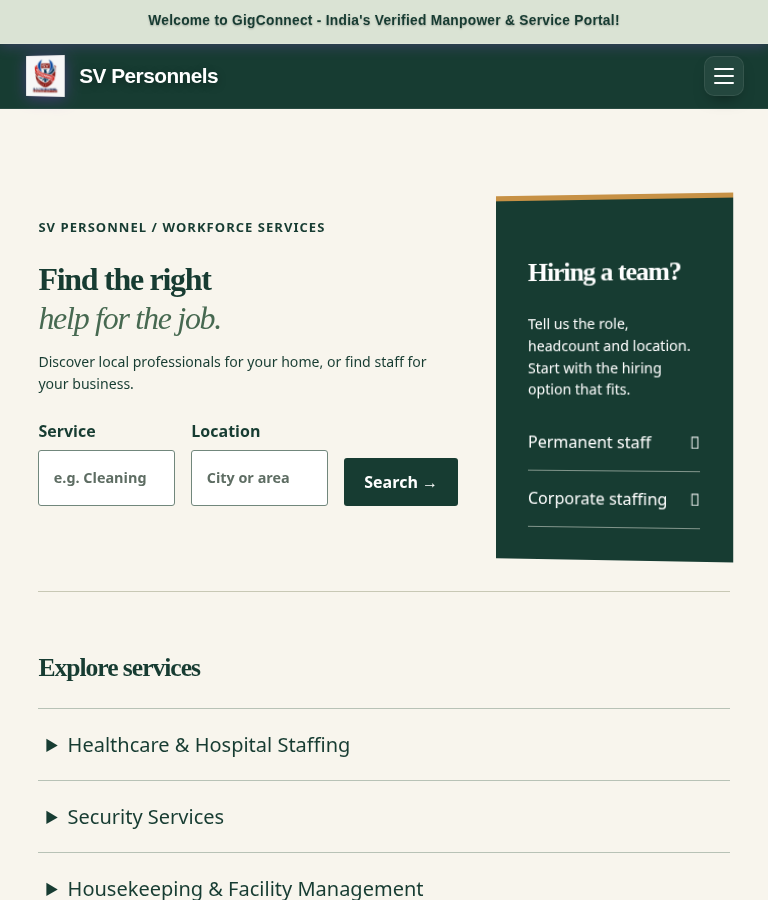 Welcome to GigConnect - India's Verified Manpower & Service Portal!
SV Personnels
SV PERSONNEL / WORKFORCE SERVICES
Find the right
help for the job.
Discover local professionals for your home, or find staff for
your business.
Service
Location
e.g. Cleaning
City or area
Search →
Hiring a team?
Tell us the role,
headcount and location.
Start with the hiring
option that fits.
Permanent staff
Corporate staffing
Explore services
Healthcare & Hospital Staffing
Security Services
Housekeeping & Facility Management